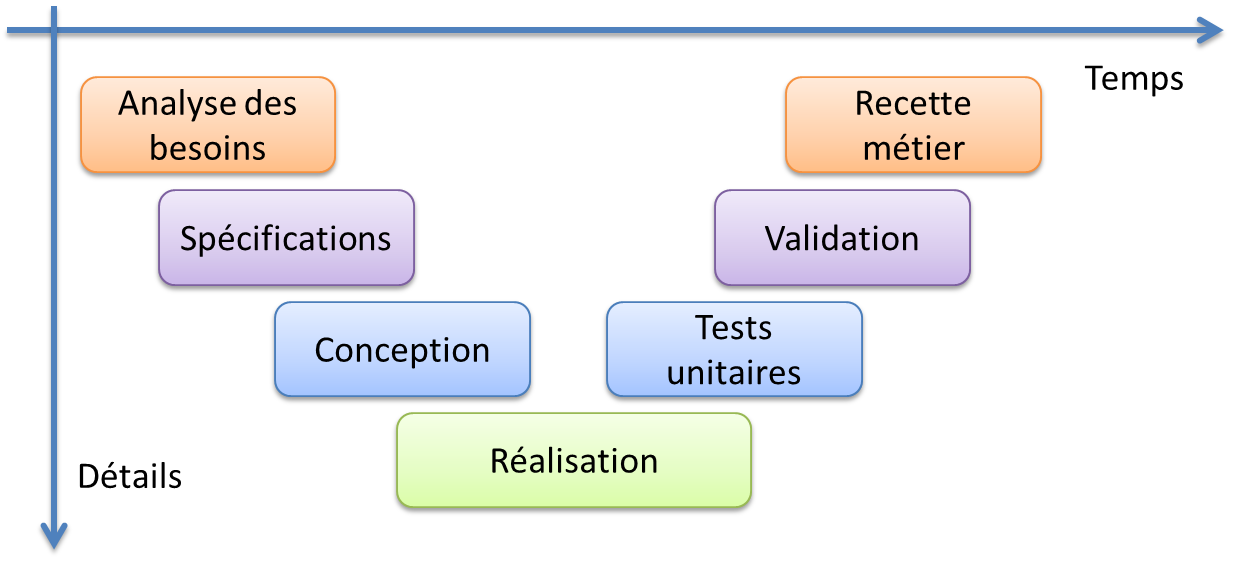 Temps
Analyse des
besoins
Recette
métier
Spécifications
Validation
Conception
Tests
unitaires
Réalisation
Détails